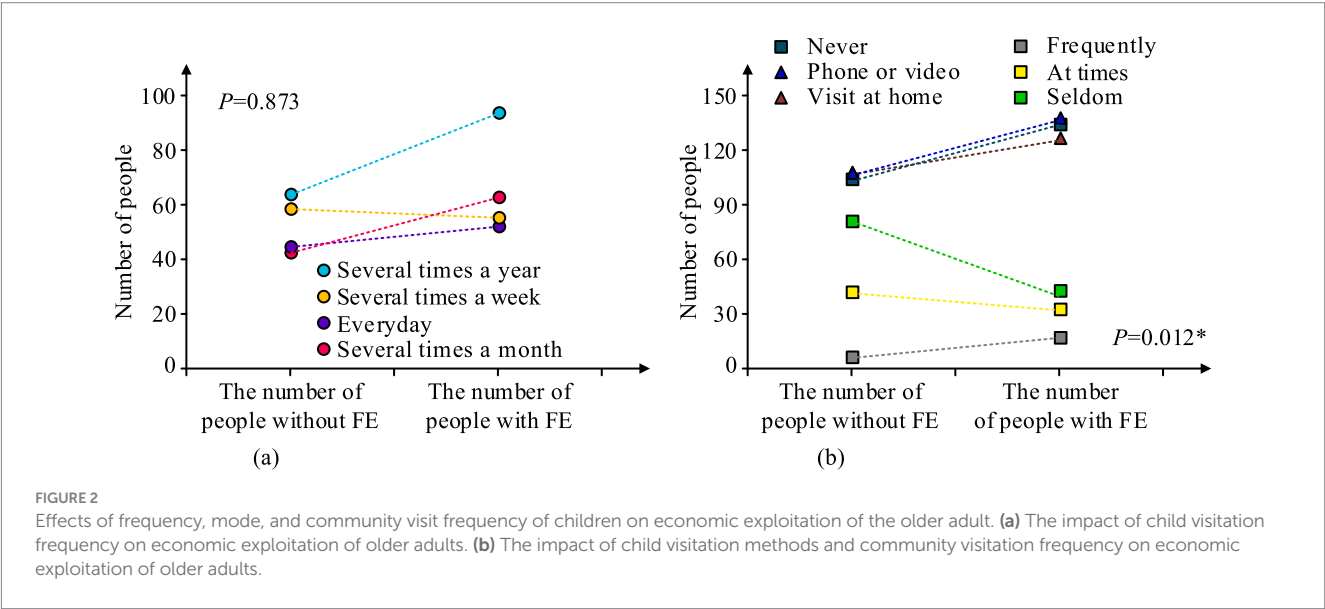 P=0.873
100
80
60
40
20
0
Number of people
Several times a year
Several times a week
Everyday
Several times a month
The number of
people without FE
The number of
people with FE
(a)
Never
Phone or video
Visit at home
Frequently
At times
Seldom
150
120
90
60
30
0
Number of people
P=0.012*
The number of
people without FE
The number
of people with FE
(b)
FIGURE 2
Effects of frequency, mode, and community visit frequency of children on economic exploitation of the older adult. (a) The impact of child visitation
frequency on economic exploitation of older adults. (b) The impact of child visitation methods and community visitation frequency on economic
exploitation of older adults.